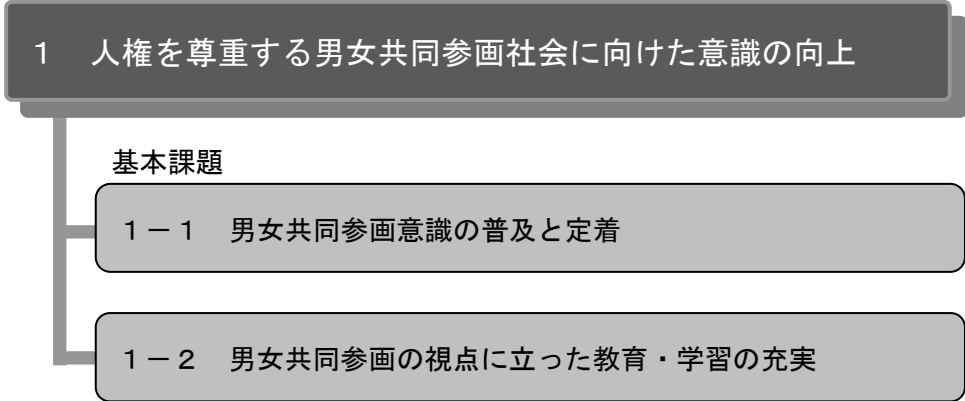 １　人権を尊重する男女共同参画社会に向けた意識の向上
基本課題
１－１　男女共同参画意識の普及と定着
１－２　男女共同参画の視点に立った教育・学習の充実